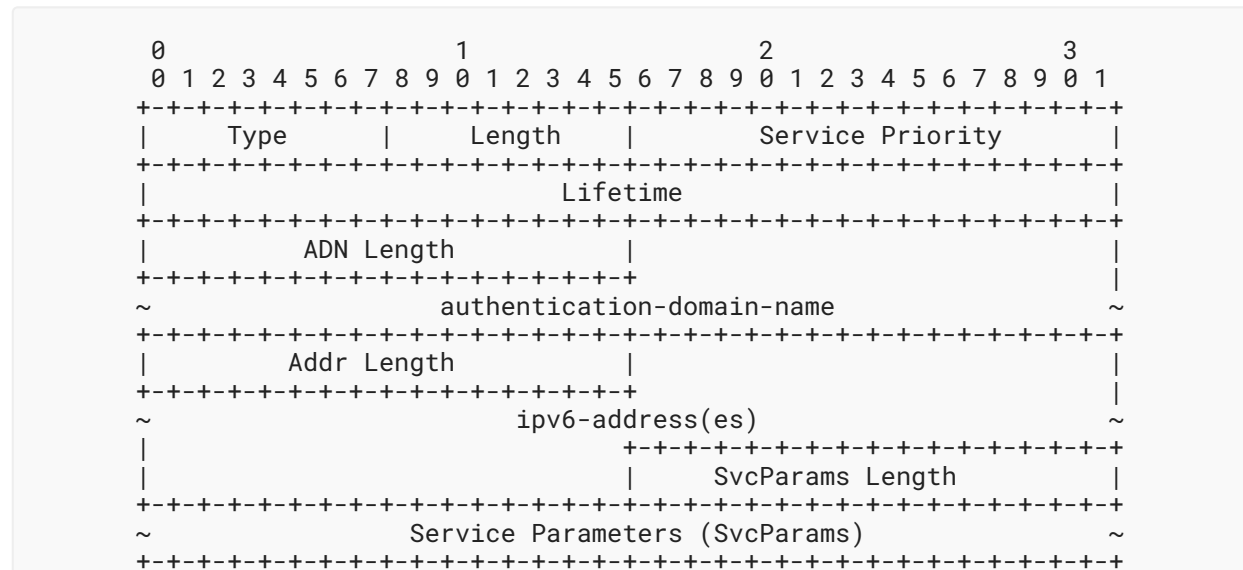 0                   1                   2                   3
 0 1 2 3 4 5 6 7 8 9 0 1 2 3 4 5 6 7 8 9 0 1 2 3 4 5 6 7 8 9 0 1
+-+-+-+-+-+-+-+-+-+-+-+-+-+-+-+-+-+-+-+-+-+-+-+-+-+-+-+-+-+-+-+-+
|     Type      |     Length    |        Service Priority       |
+-+-+-+-+-+-+-+-+-+-+-+-+-+-+-+-+-+-+-+-+-+-+-+-+-+-+-+-+-+-+-+-+
|                           Lifetime                            |
+-+-+-+-+-+-+-+-+-+-+-+-+-+-+-+-+-+-+-+-+-+-+-+-+-+-+-+-+-+-+-+-+
|          ADN Length           |                               |
+-+-+-+-+-+-+-+-+-+-+-+-+-+-+-+-+                               |
~                   authentication-domain-name                  ~
+-+-+-+-+-+-+-+-+-+-+-+-+-+-+-+-+-+-+-+-+-+-+-+-+-+-+-+-+-+-+-+-+
|         Addr Length           |                               |
+-+-+-+-+-+-+-+-+-+-+-+-+-+-+-+-+                               |
~                        ipv6-address(es)                       ~
|                               +-+-+-+-+-+-+-+-+-+-+-+-+-+-+-+-+
|                               |     SvcParams Length          |
+-+-+-+-+-+-+-+-+-+-+-+-+-+-+-+-+-+-+-+-+-+-+-+-+-+-+-+-+-+-+-+-+
~                 Service Parameters (SvcParams)                ~
+-+-+-+-+-+-+-+-+-+-+-+-+-+-+-+-+-+-+-+-+-+-+-+-+-+-+-+-+-+-+-+-+